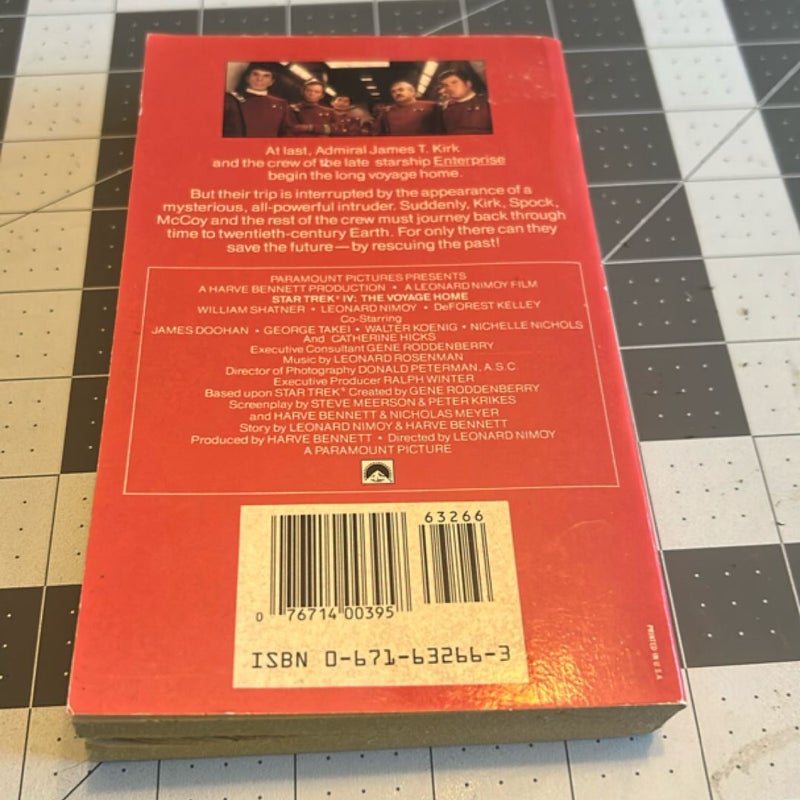 At last, Admiral James T. Kirk
and the crew of the late starship Enterprise
begin the long voyage home.
But their trip is interrupted by the appearance of a
mysterious, all-powerful intruder. Suddenly, Kirk, Spock,
McCoy and the rest of the crew must journey back through
time to twentieth-century Earth. For only there can they
save the future—by rescuing the past!
PARAMOUNT PICTURES PRESENTS
A HARVE BENNETT PRODUCTION • A LEONARD NIMOY FILM
STAR TREK® IV: THE VOYAGE HOME
WILLIAM SHATNER • LEONARD NIMOY • DeFOREST KELLEY
Co-Starring
JAMES DOOHAN • GEORGE TAKEI • WALTER KOENIG • NICHELLE NICHOLS
And CATHERINE HICKS
Executive Consultant GENE RODDENBERRY
Music by LEONARD ROSENMAN
Director of Photography DONALD PETERMAN, A.S.C.
Executive Producer RALPH WINTER
Based upon STAR TREK® Created by GENE RODDENBERRY
Screenplay by STEVE MEERSON & PETER KRIKES
and HARVE BENNETT & NICHOLAS MEYER
Story by LEONARD NIMOY & HARVE BENNETT
Produced by HARVE BENNETT • Directed by LEONARD NIMOY
A PARAMOUNT PICTURE
63266
0 76714 00395
ISBN 0-671-63266-3
PRINTED IN U.S.A.